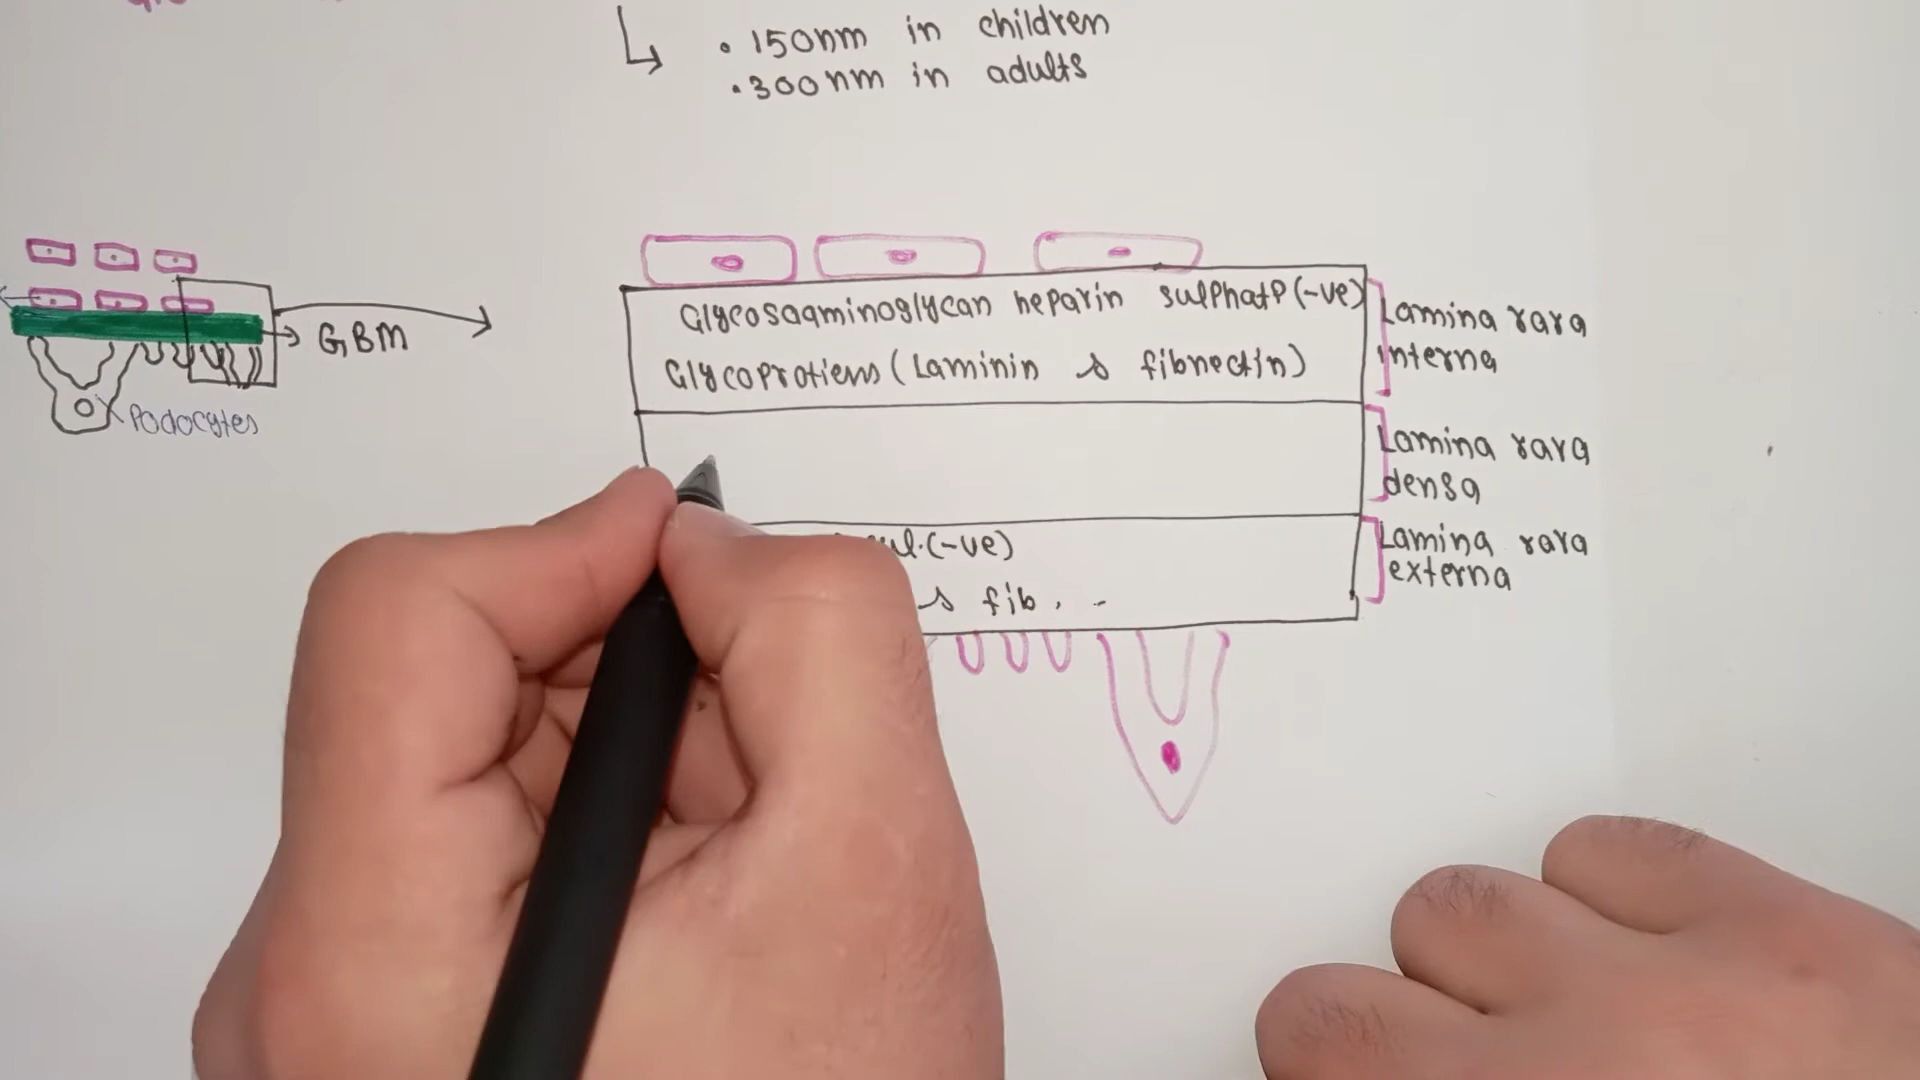 . 150nm in children
. 300nm in adults
GBM
Podocytes
Glycosaaminoglycan heparin sulphate (-ve)
Glycoprotiens (Laminin & fibnectin)
Lamina rara
interna
Lamina rara
densa
sul. (-ve)
& fib. -
Lamina rara
externa